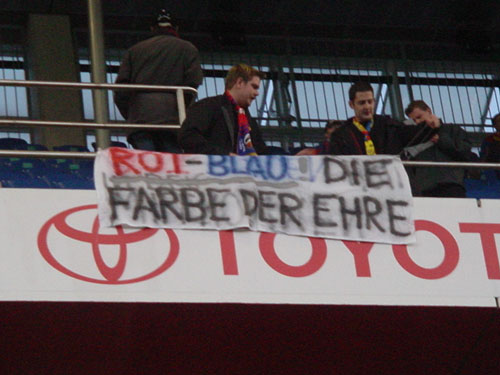 ROT-BLAU DIE
FARBE DER EHRE
TOYOT